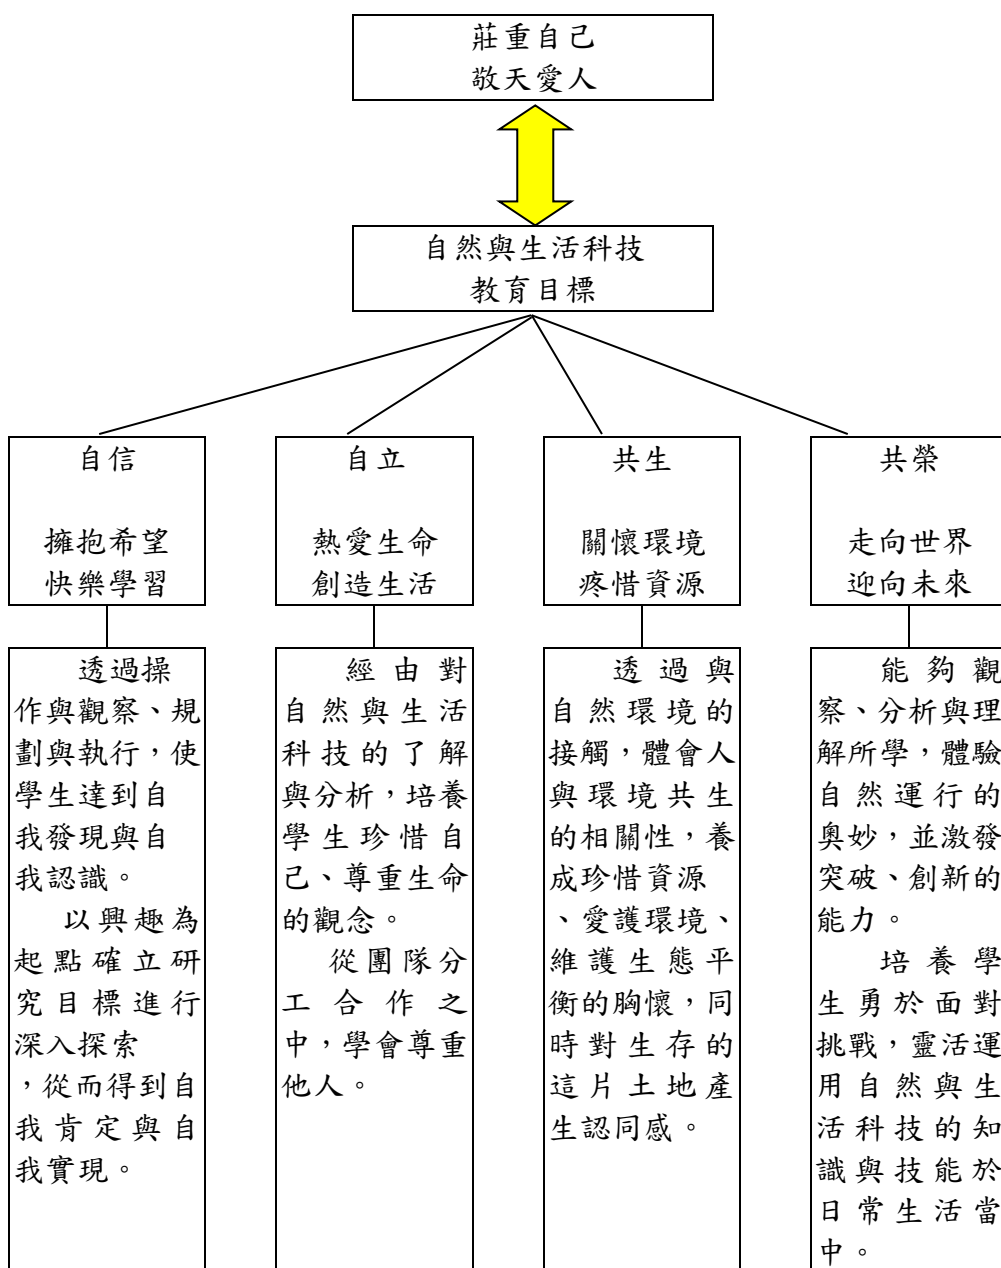 莊重自己
敬天愛人
自然與生活科技
教育目標
自信
擁抱希望
快樂學習
自立
熱愛生命
創造生活
共生
關懷環境
疼惜資源
共榮
走向世界
迎向未來
透過操
作與觀察、規
劃與執行，使
學生達到自
我發現與自
我認識。
以興趣為
起點確立研
究目標進行
深入探索
，從而得到自
我肯定與自
我實現。
經由對
自然與生活
科技的了解
與分析，培養
學生珍惜自
己、尊重生命
的觀念。
從團隊分
工合作之
中，學會尊重
他人。
透過與
自然環境的
接觸，體會人
與環境共生
的相關性，養
成珍惜資源
、愛護環境、
維護生態平
衡的胸懷，同
時對生存的
這片土地產
生認同感。
能夠觀
察、分析與理
解所學，體驗
自然運行的
奧妙，並激發
突破、創新的
能力。
培養學
生勇於面對
挑戰，靈活運
用自然與生
活科技的知
識與技能於
日常生活當
中。